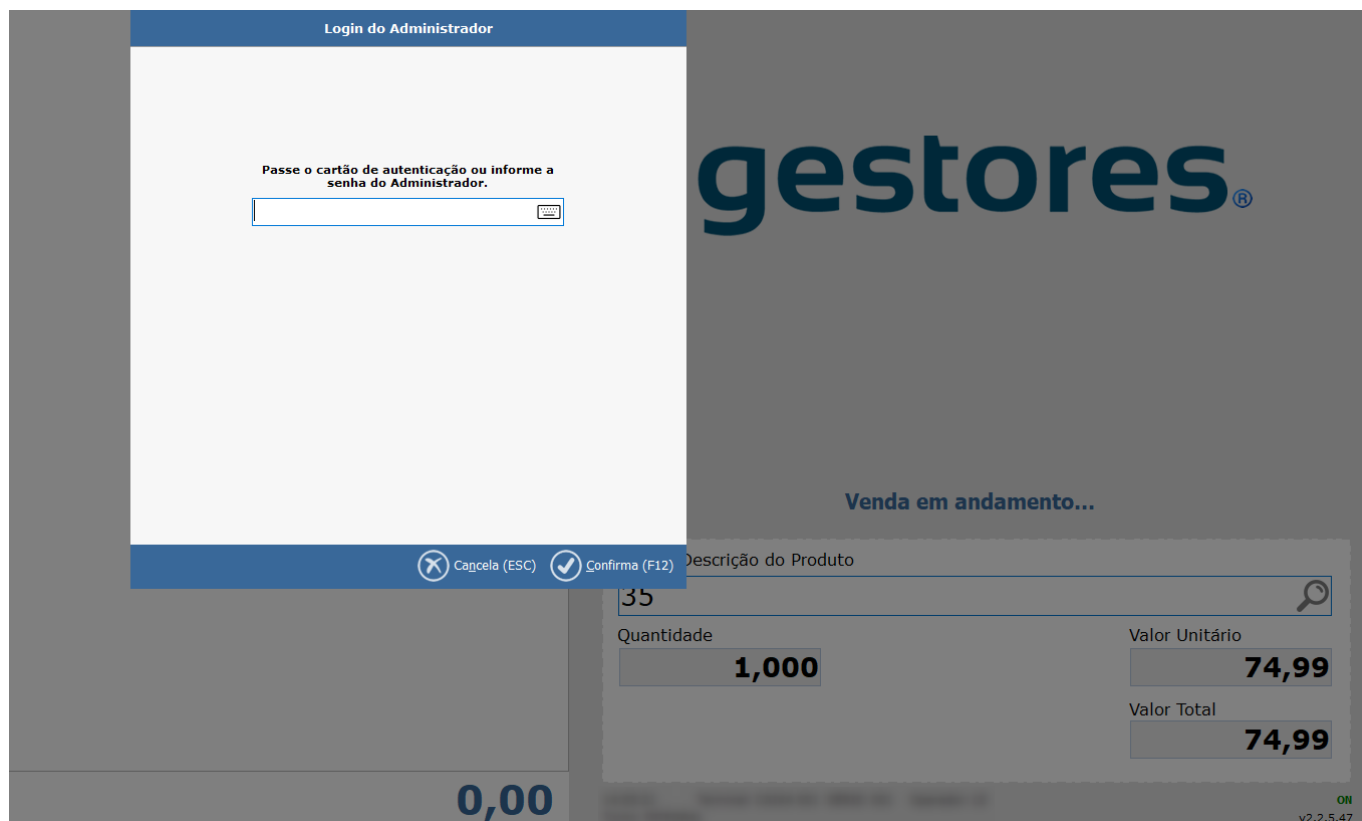 Login do Administrador
Passe o cartão de autenticação ou informe a
senha do Administrador.
Cancela (ESC)
Confirma (F12)
gestores®
Venda em andamento...
Descrição do Produto
35
Quantidade
Valor Unitário
1,000
74,99
Valor Total
74,99
0,00
ON
v2.2.5.47